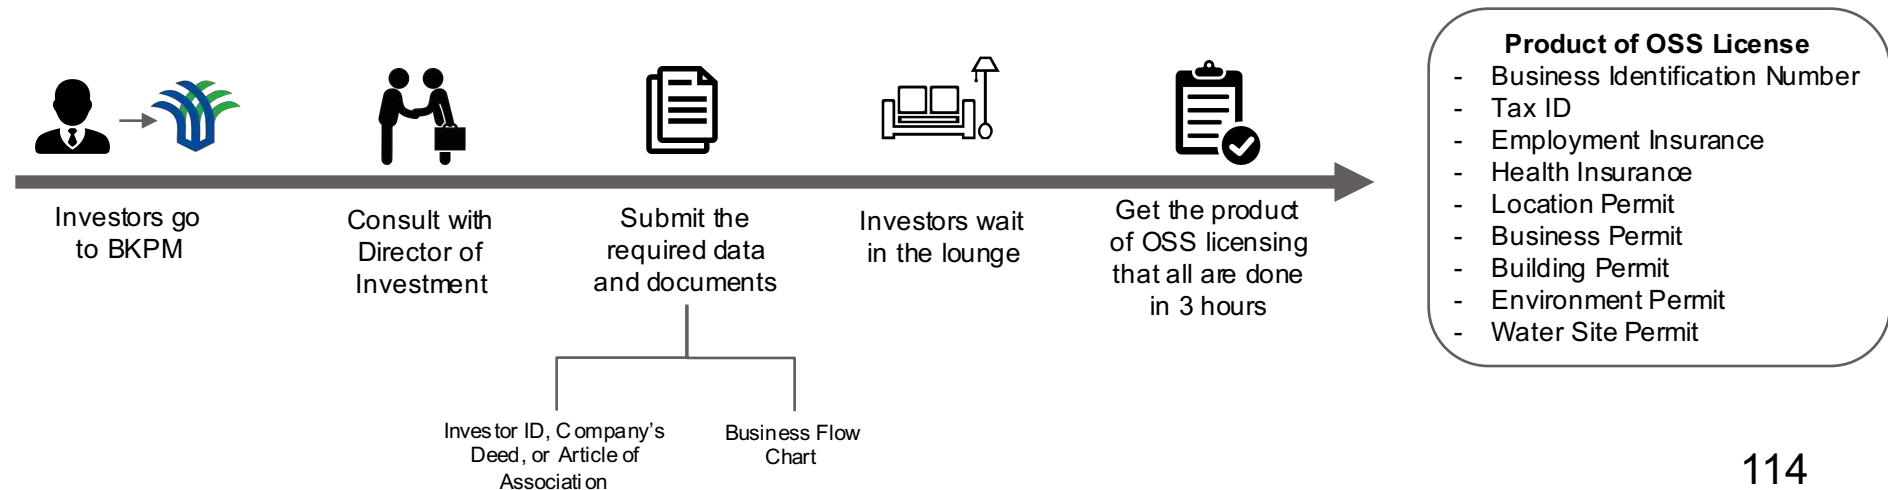 Investors go
to BKPM
Consult with
Director of
Investment
Submit the
required data
and documents
Investor ID, Company's
Deed, or Article of
Association
Business Flow
Chart
Investors wait
in the lounge
Get the product
of OSS licensing
that all are done
in 3 hours
Product of OSS License
- Business Identification Number
- Tax ID
- Employment Insurance
- Health Insurance
- Location Permit
- Business Permit
- Building Permit
- Environment Permit
- Water Site Permit
114